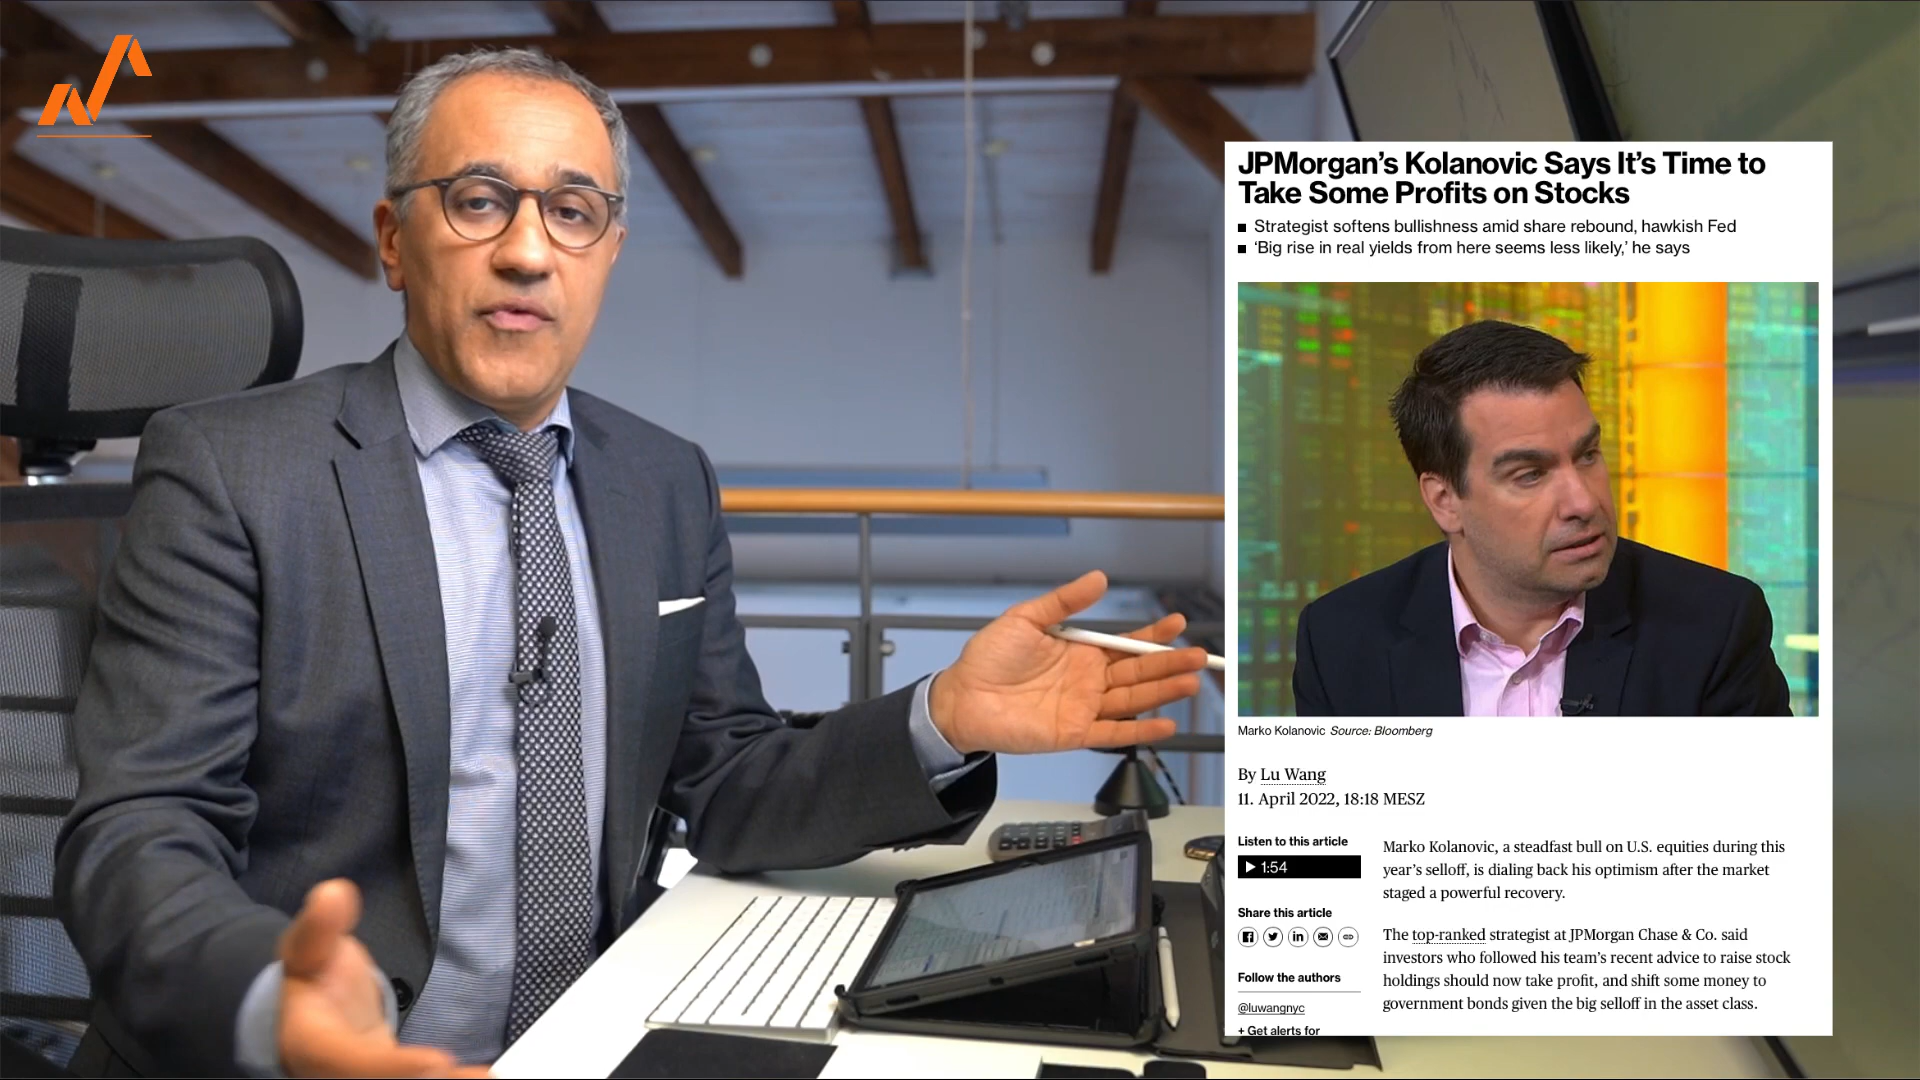 JPMorgan’s Kolanovic Says It’s Time to
Take Some Profits on Stocks
Strategist softens bullishness amid share rebound, hawkish Fed
‘Big rise in real yields from here seems less likely,’ he says
Marko Kolanovic Source: Bloomberg
By Lu Wang
11. April 2022, 18:18 MESZ
Listen to this article
1:54
Share this article
Follow the authors
@luwangnyc
+ Get alerts for
Marko Kolanovic, a steadfast bull on U.S. equities during this
year’s selloff, is dialing back his optimism after the market
staged a powerful recovery.
The top-ranked strategist at JPMorgan Chase & Co. said
investors who followed his team’s recent advice to raise stock
holdings should now take profit, and shift some money to
government bonds given the big selloff in the asset class.